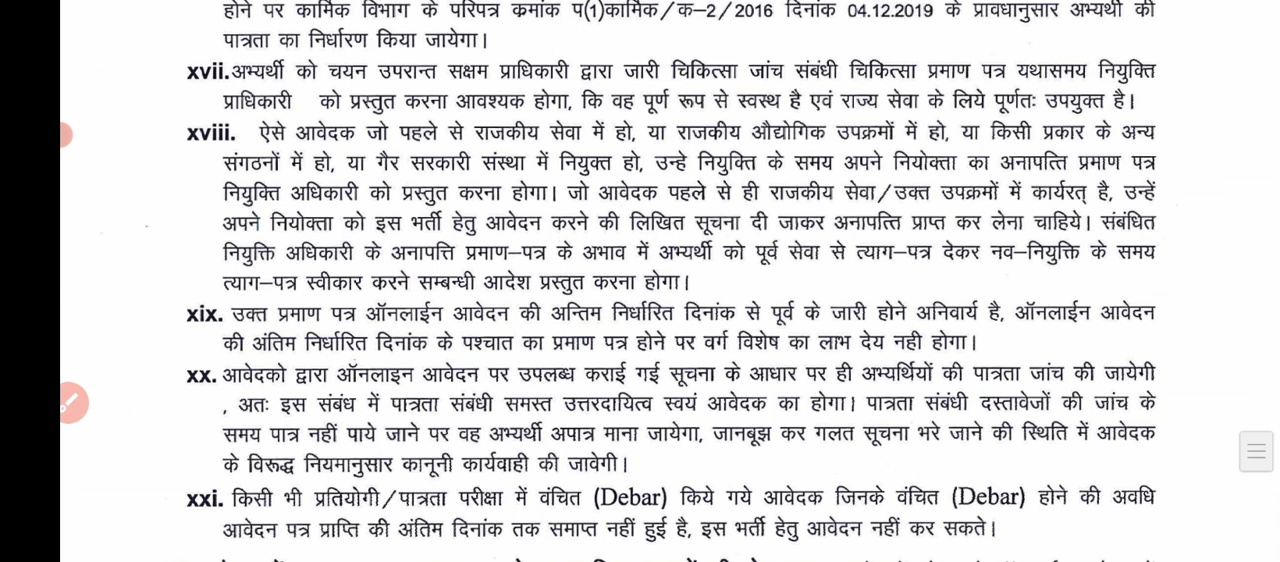 होने पर कार्मिक विभाग के परिपत्र क्रमांक प(1)कार्मिक/क–2/2016 दिनांक 04.12.2019 के प्रावधानुसार अभ्यर्थी की
पात्रता का निर्धारण किया जायेगा।
xvii.अभ्यर्थी को चयन उपरान्त सक्षम प्राधिकारी द्वारा जारी चिकित्सा जांच संबंधी चिकित्सा प्रमाण पत्र यथासमय नियुक्ति
प्राधिकारी को प्रस्तुत करना आवश्यक होगा, कि वह पूर्ण रूप से स्वस्थ है एवं राज्य सेवा के लिये पूर्णतः उपयुक्त है।
xviii. ऐसे आवेदक जो पहले से राजकीय सेवा में हो, या राजकीय औद्योगिक उपक्रमों में हो, या किसी प्रकार के अन्य
संगठनों में हो, या गैर सरकारी संस्था में नियुक्त हो, उन्हे नियुक्ति के समय अपने नियोक्ता का अनापत्ति प्रमाण पत्र
नियुक्ति अधिकारी को प्रस्तुत करना होगा। जो आवेदक पहले से ही राजकीय सेवा/उक्त उपक्रमों में कार्यरत् है, उन्हें
अपने नियोक्ता को इस भर्ती हेतु आवेदन करने की लिखित सूचना दी जाकर अनापत्ति प्राप्त कर लेना चाहिये। संबंधित
नियुक्ति अधिकारी के अनापत्ति प्रमाण–पत्र के अभाव में अभ्यर्थी को पूर्व सेवा से त्याग–पत्र देकर नव–नियुक्ति के समय
त्याग–पत्र स्वीकार करने सम्बन्धी आदेश प्रस्तुत करना होगा।
xix. उक्त प्रमाण पत्र ऑनलाईन आवेदन की अन्तिम निर्धारित दिनांक से पूर्व के जारी होने अनिवार्य है, ऑनलाईन आवेदन
की अंतिम निर्धारित दिनांक के पश्चात का प्रमाण पत्र होने पर वर्ग विशेष का लाभ देय नही होगा।
xx. आवेदको द्वारा ऑनलाइन आवेदन पर उपलब्ध कराई गई सूचना के आधार पर ही अभ्यर्थियों की पात्रता जांच की जायेगी
, अतः इस संबंध में पात्रता संबंधी समस्त उत्तरदायित्व स्वयं आवेदक का होगा। पात्रता संबंधी दस्तावेजों की जांच के
समय पात्र नहीं पाये जाने पर वह अभ्यर्थी अपात्र माना जायेगा, जानबूझ कर गलत सूचना भरे जाने की स्थिति में आवेदक
के विरूद्ध नियमानुसार कानूनी कार्यवाही की जावेगी।
xxi. किसी भी प्रतियोगी/पात्रता परीक्षा में वंचित (Debar) किये गये आवेदक जिनके वंचित (Debar) होने की अवधि
आवेदन पत्र प्राप्ति की अंतिम दिनांक तक समाप्त नहीं हुई है, इस भर्ती हेतु आवेदन नहीं कर सकते।